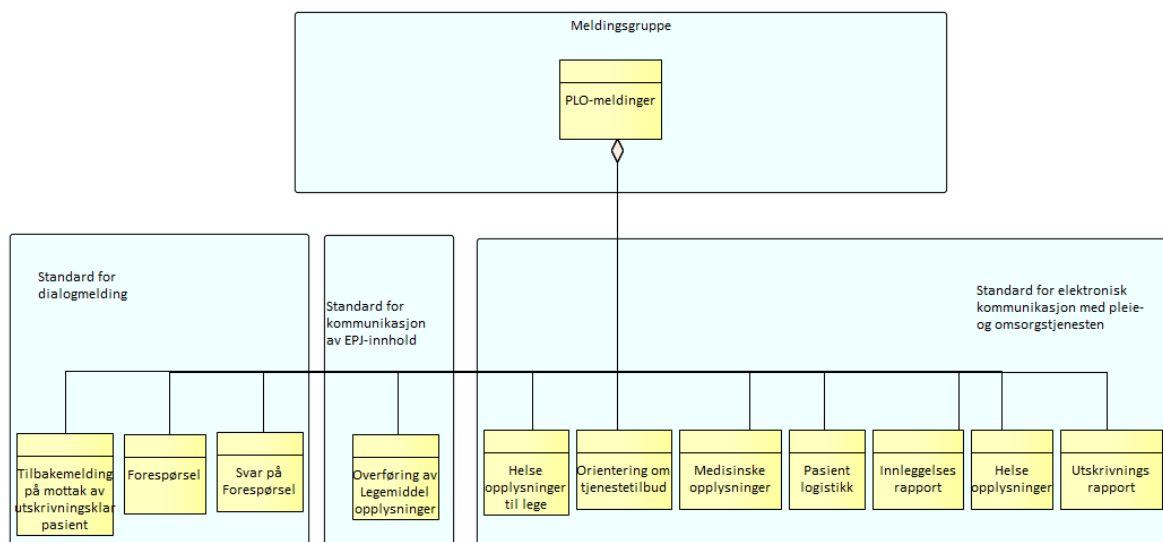 Meldingsgruppe
PLO-meldinger
Standard for
dialogmelding
Standard for
kommunikasjon
av EPJ-innhold
Standard for elektronisk
kommunikasjon med pleie-
og omsorgstjenesten
Tilbakemelding
på mottak av
utskrivningsklar
pasient
Forespørsel
Svar på
Forespørsel
Overføring av
Legemiddel
opplysninger
Helse
opplysninger
til lege
Orientering om
tjenestetilbud
Medisinske
opplysninger
Pasient
logistikk
Innleggelses
rapport
Helse
opplysninger
Utskrivnings
rapport